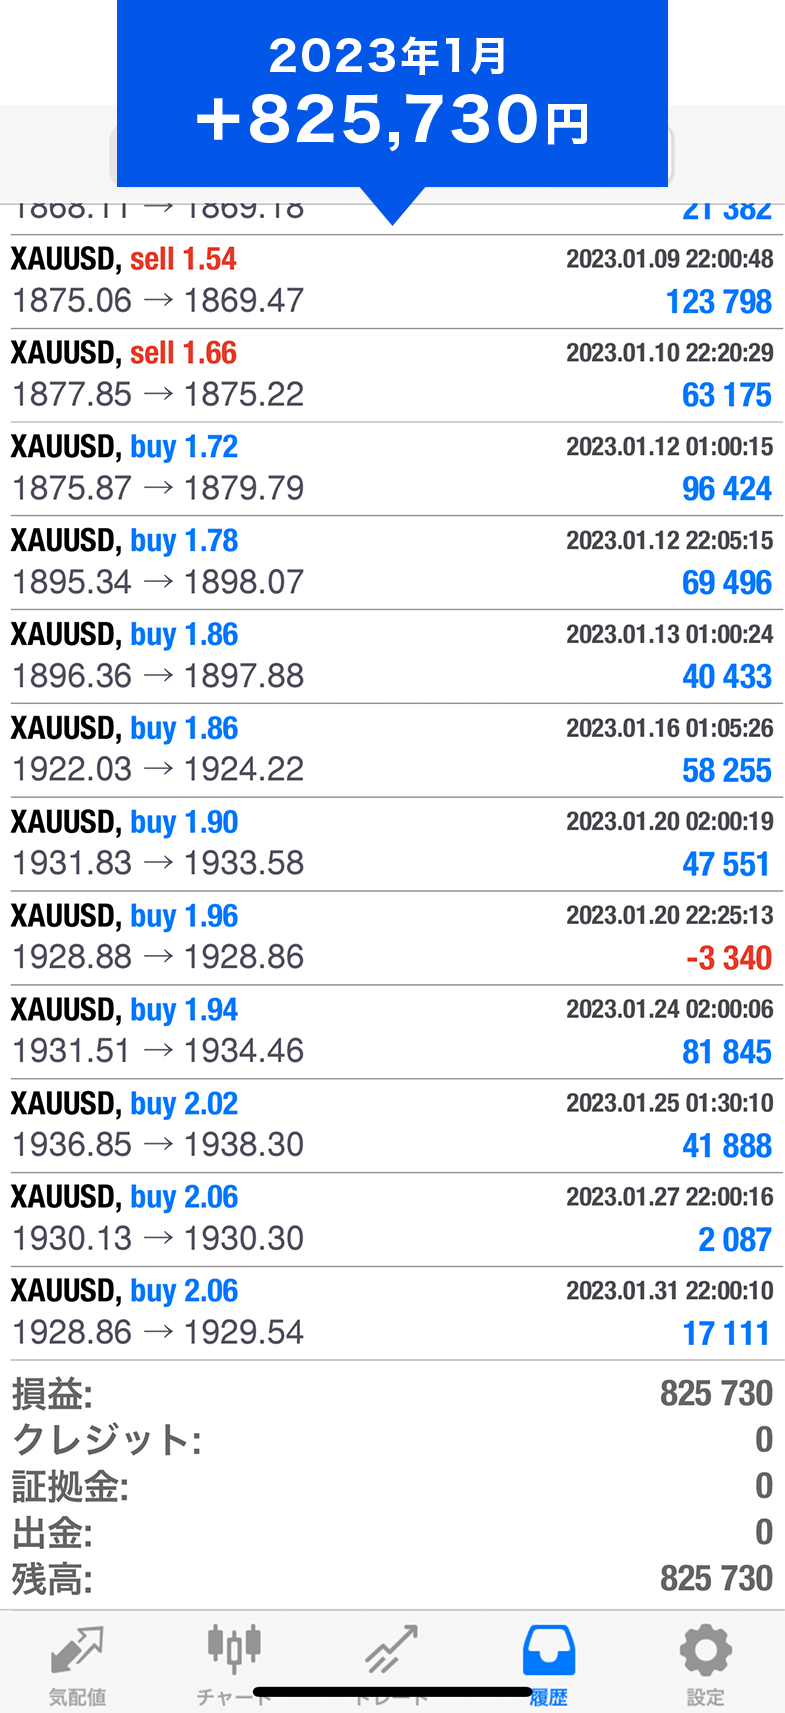 2023年1月
+825,730円
1868.11 → 1869.18 21 382
XAUUSD, sell 1.54 2023.01.09 22:00:48
1875.06 → 1869.47 123 798
XAUUSD, sell 1.66 2023.01.10 22:20:29
1877.85 → 1875.22 63 175
XAUUSD, buy 1.72 2023.01.12 01:00:15
1875.87 → 1879.79 96 424
XAUUSD, buy 1.78 2023.01.12 22:05:15
1895.34 → 1898.07 69 496
XAUUSD, buy 1.86 2023.01.13 01:00:24
1896.36 → 1897.88 40 433
XAUUSD, buy 1.86 2023.01.16 01:05:26
1922.03 → 1924.22 58 255
XAUUSD, buy 1.90 2023.01.20 02:00:19
1931.83 → 1933.58 47 551
XAUUSD, buy 1.96 2023.01.20 22:25:13
1928.88 → 1928.86 -3 340
XAUUSD, buy 1.94 2023.01.24 02:00:06
1931.51 → 1934.46 81 845
XAUUSD, buy 2.02 2023.01.25 01:30:10
1936.85 → 1938.30 41 888
XAUUSD, buy 2.06 2023.01.27 22:00:16
1930.13 → 1930.30 2 087
XAUUSD, buy 2.06 2023.01.31 22:00:10
1928.86 → 1929.54 17 111
損益: 825 730
クレジット: 0
証拠金: 0
出金: 0
残高: 825 730
気配値 チャート トレード 履歴 設定